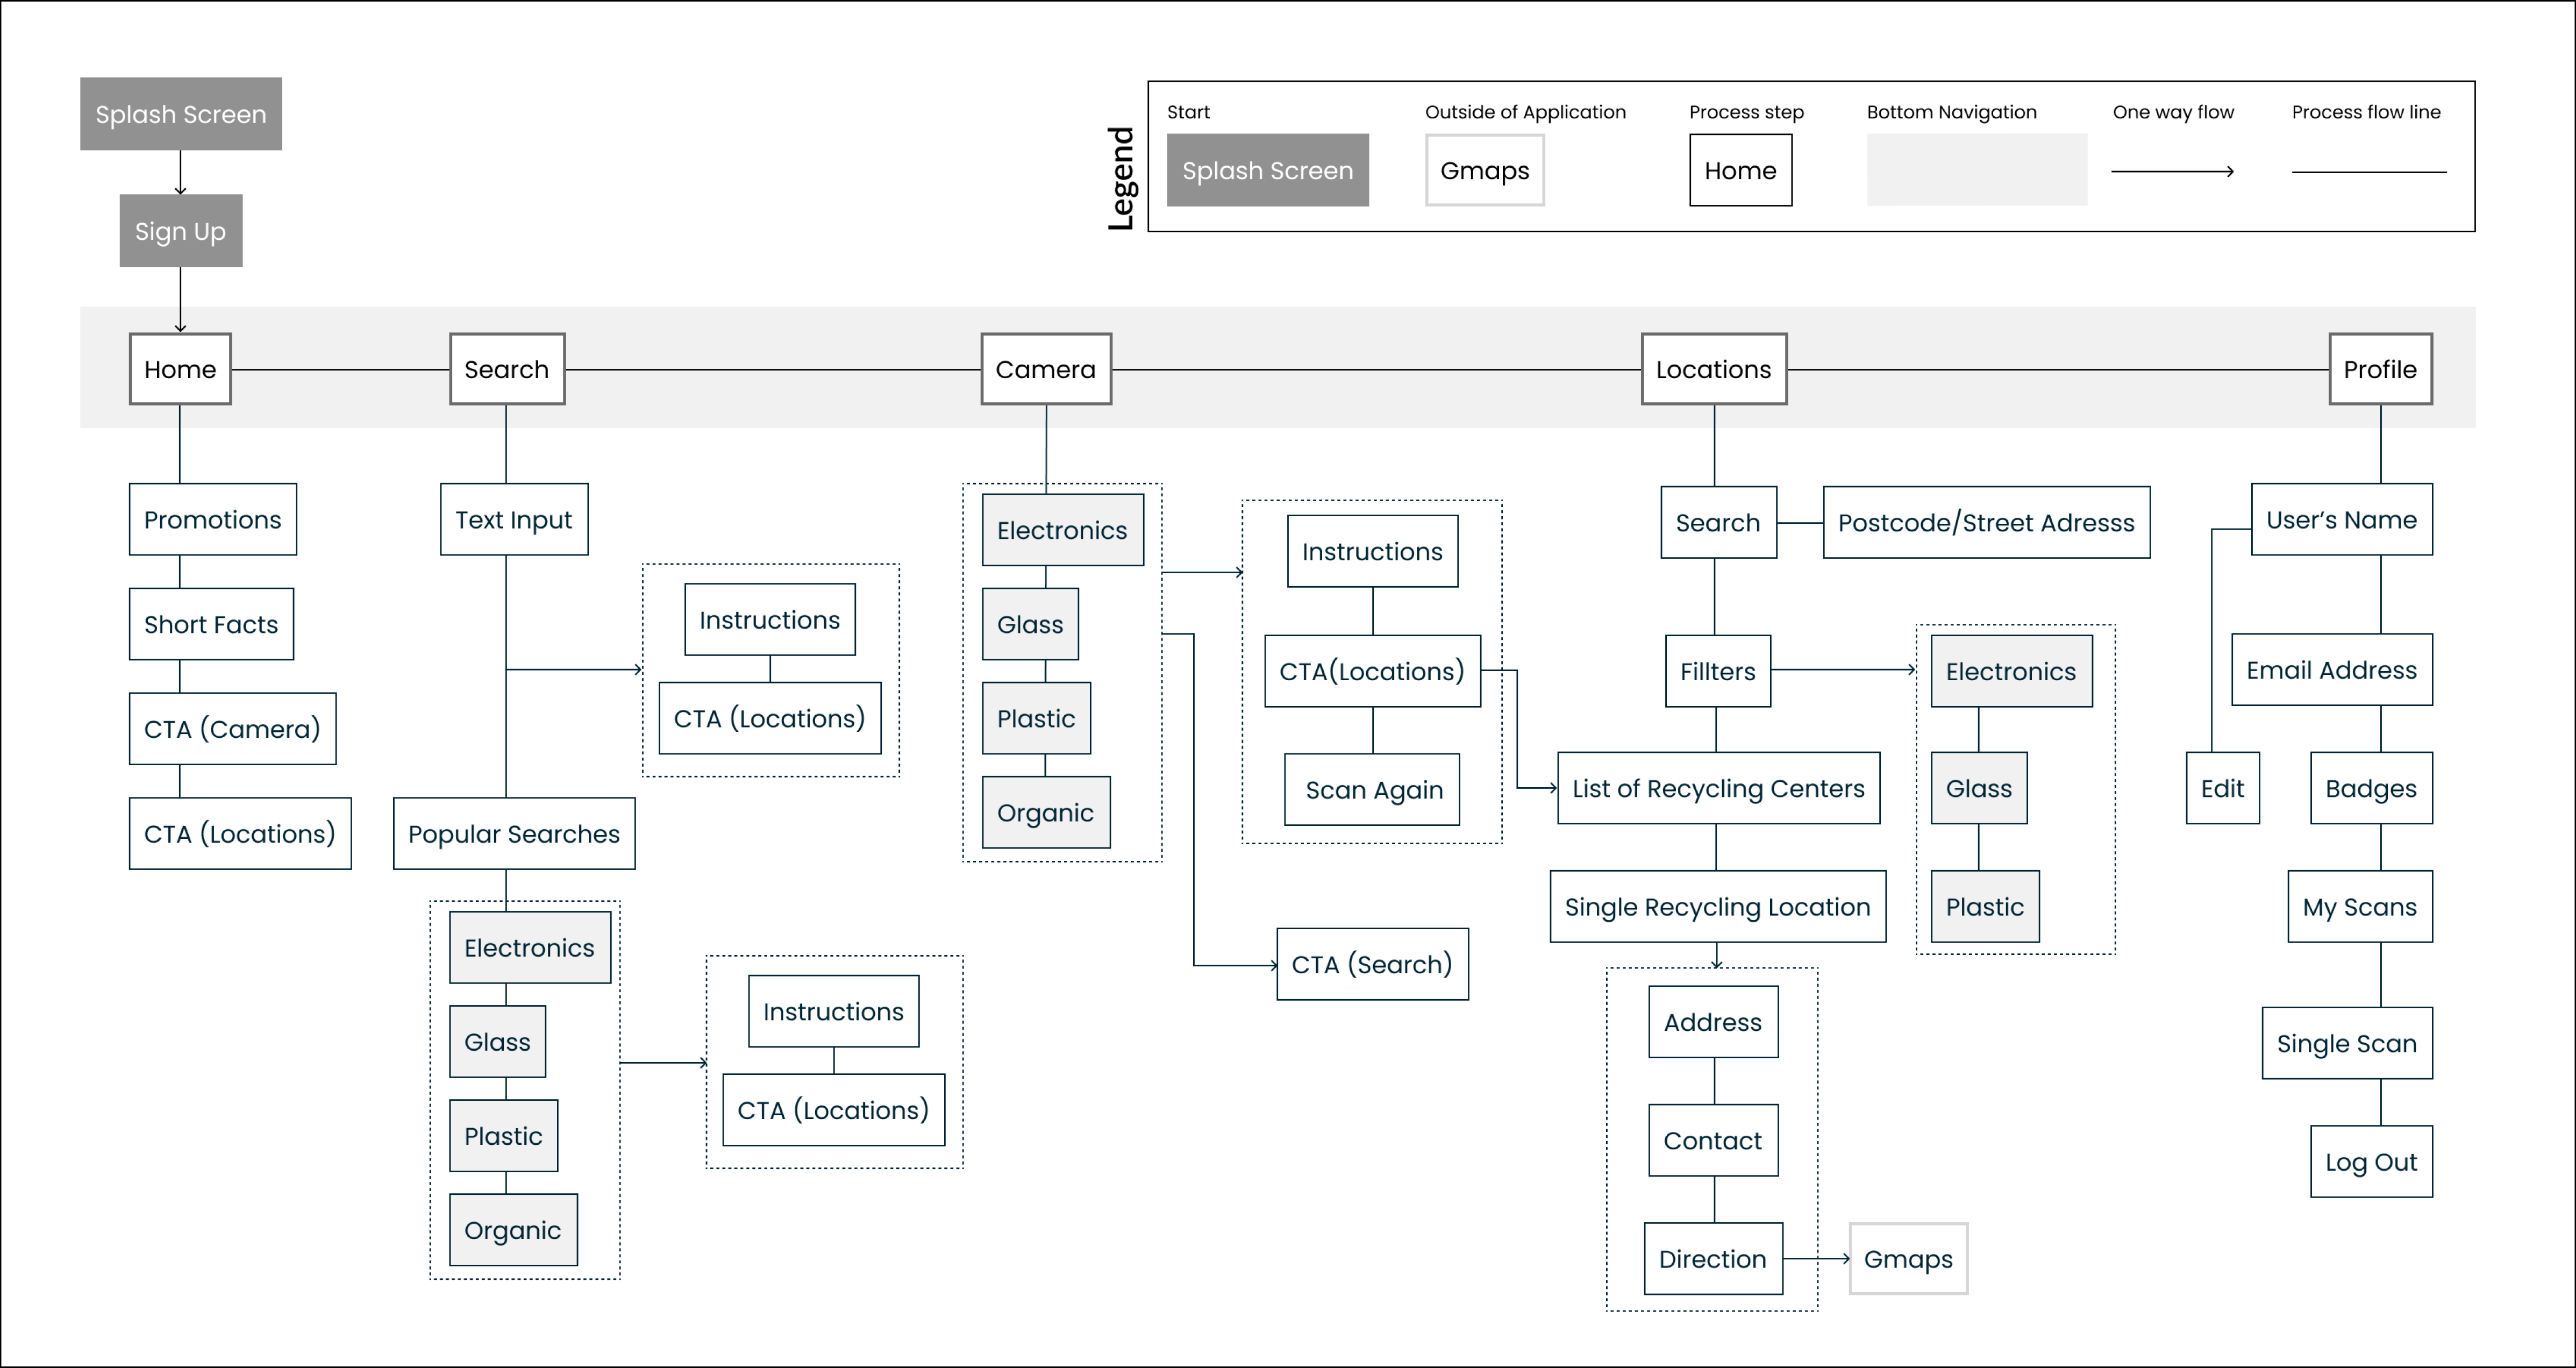 Splash Screen
Sign Up
Legend
Start
Outside of Application
Process step
Bottom Navigation
One way flow
Process flow line
Splash Screen
Gmaps
Home
Home
Search
Camera
Locations
Profile
Promotions
Short Facts
CTA (Camera)
CTA (Locations)
Text Input
Instructions
CTA (Locations)
Popular Searches
Electronics
Glass
Plastic
Organic
Instructions
CTA (Locations)
Electronics
Glass
Plastic
Organic
Instructions
CTA(Locations)
Scan Again
CTA (Search)
Search
Postcode/Street Adresss
Fillters
Electronics
Glass
Plastic
List of Recycling Centers
Single Recycling Location
Address
Contact
Direction
Gmaps
User’s Name
Email Address
Edit
Badges
My Scans
Single Scan
Log Out